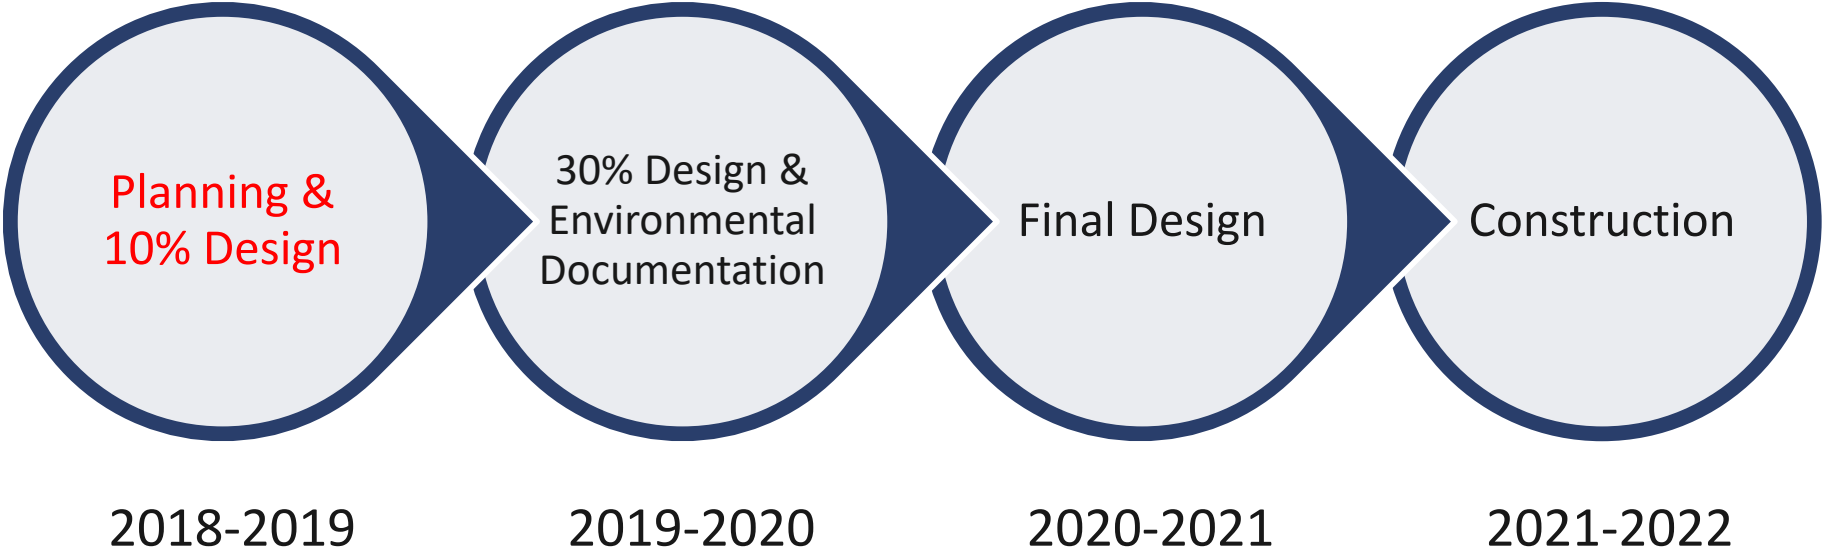 Planning &
10% Design
30% Design &
Environmental
Documentation
Final Design
Construction
2018-2019
2019-2020
2020-2021
2021-2022